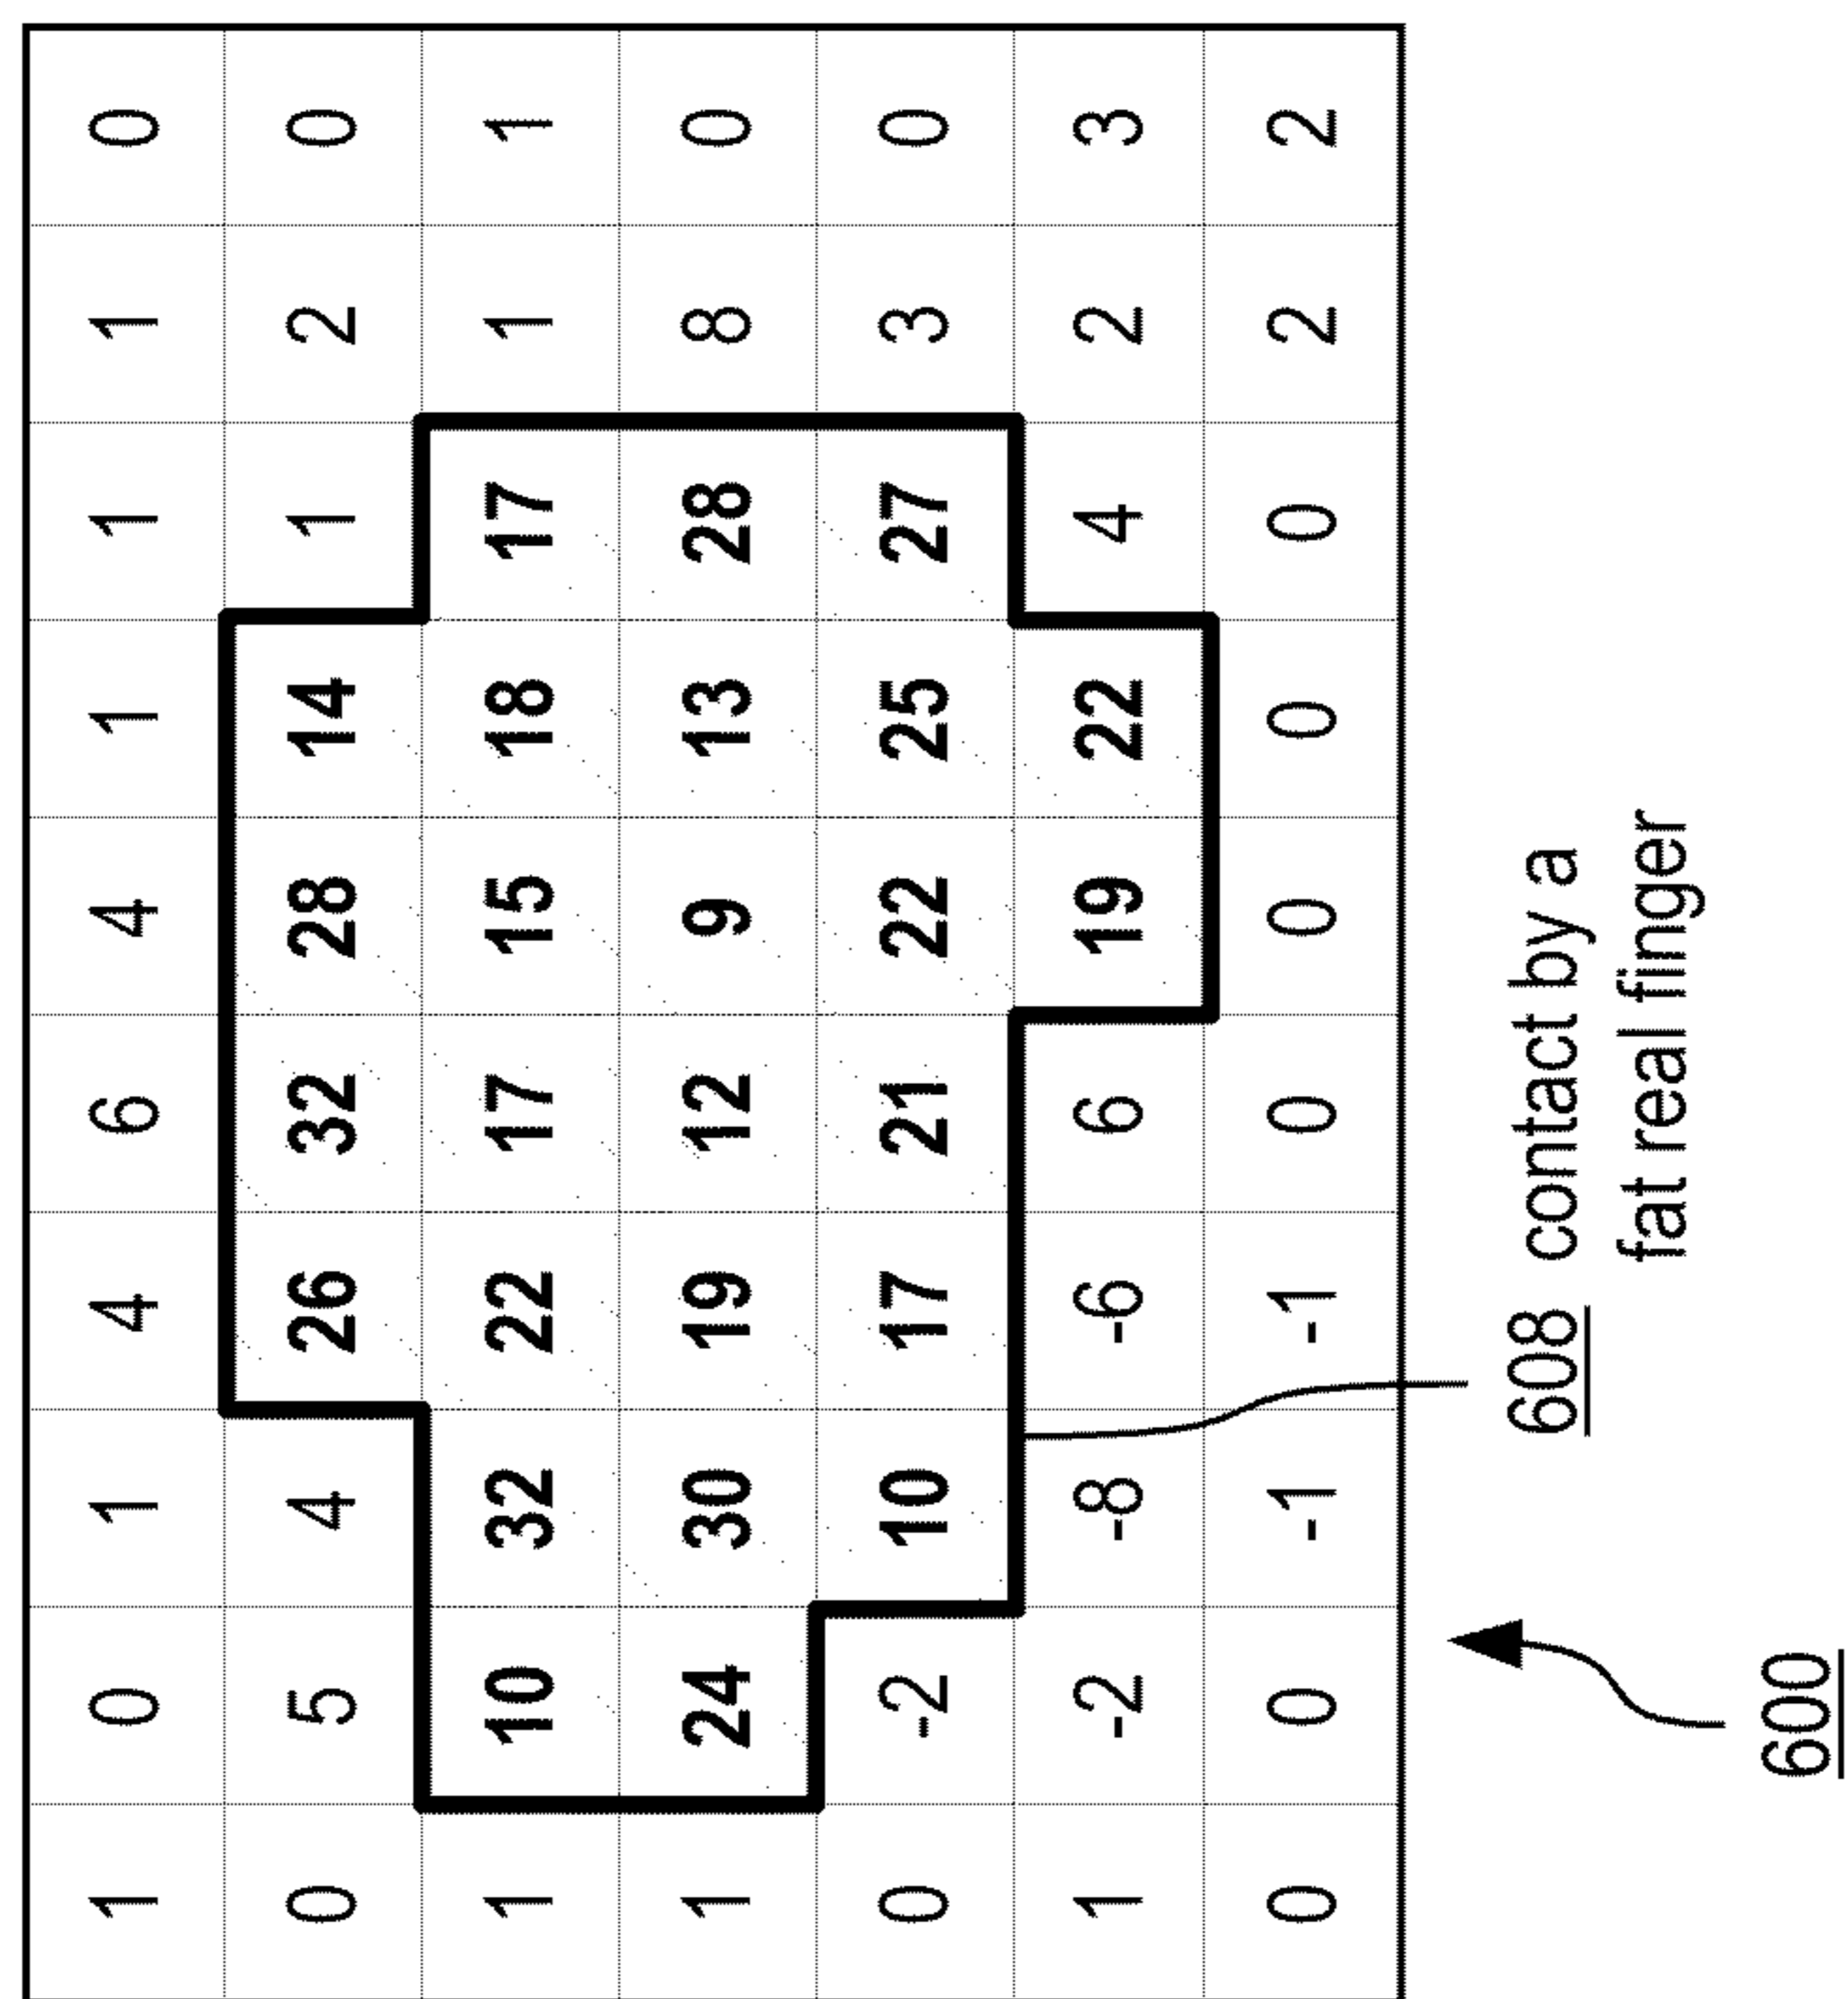 1 0 1 4 6 4 1 1 1 0
0 5 4 26 32 28 14 1 2 0
1 10 32 22 17 15 18 17 1 1
1 24 30 19 12 9 13 28 8 0
0 -2 10 17 21 22 25 27 3 0
1 -2 -8 -6 6 19 22 4 2 3
0 0 -1 -1 0 0 0 0 2 2
608 contact by a
fat real finger
600